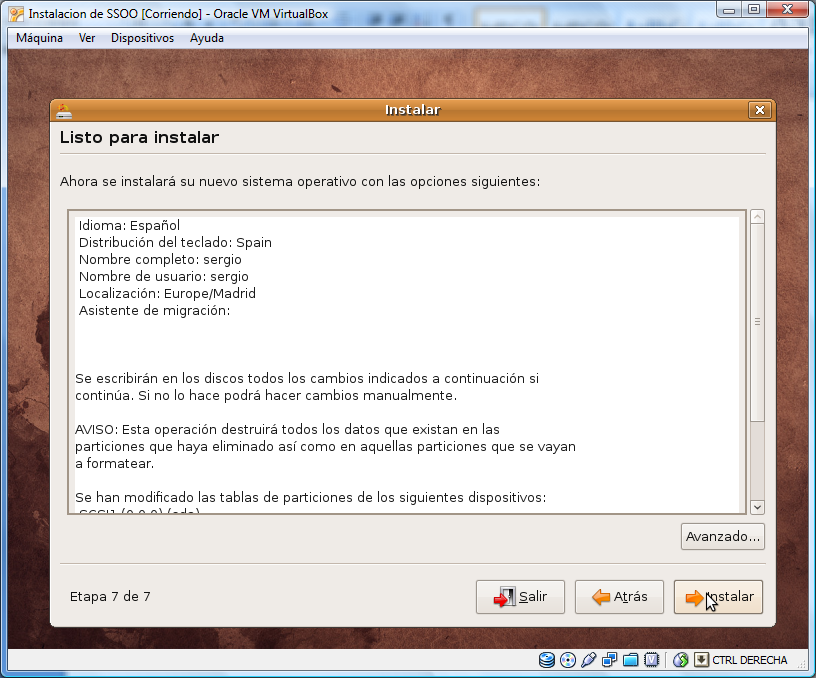 Instalacion de SSOO [Corriendo] - Oracle VM VirtualBox
Máquina Ver Dispositivos Ayuda
Instalar
Listo para instalar
Ahora se instalará su nuevo sistema operativo con las opciones siguientes:
Idioma: Español
Distribución del teclado: Spain
Nombre completo: sergio
Nombre de usuario: sergio
Localización: Europe/Madrid
Asistente de migración:
Se escribirán en los discos todos los cambios indicados a continuación si
continúa. Si no lo hace podrá hacer cambios manualmente.
AVISO: Esta operación destruirá todos los datos que existan en las
particiones que haya eliminado así como en aquellas particiones que se vayan
a formatear.
Se han modificado las tablas de particiones de los siguientes dispositivos:
Avanzado...
Etapa 7 de 7
Salir Atrás Instalar
CTRL DERECHA